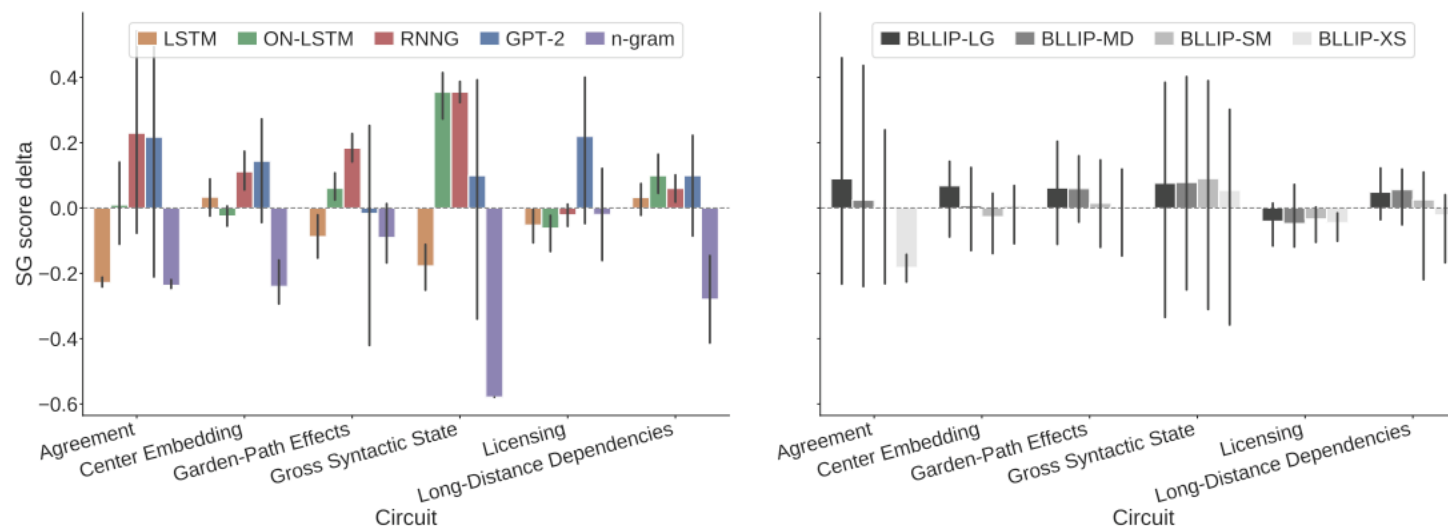 LSTM ON-LSTM RNNG GPT-2 n-gram
BLLIP-LG BLLIP-MD BLLIP-SM BLLIP-XS
SG score delta
0.4
0.2
0.0
−0.2
−0.4
−0.6
Agreement
Center Embedding
Garden-Path Effects
Gross Syntactic State
Licensing
Long-Distance Dependencies
Circuit
Agreement
Center Embedding
Garden-Path Effects
Gross Syntactic State
Licensing
Long-Distance Dependencies
Circuit